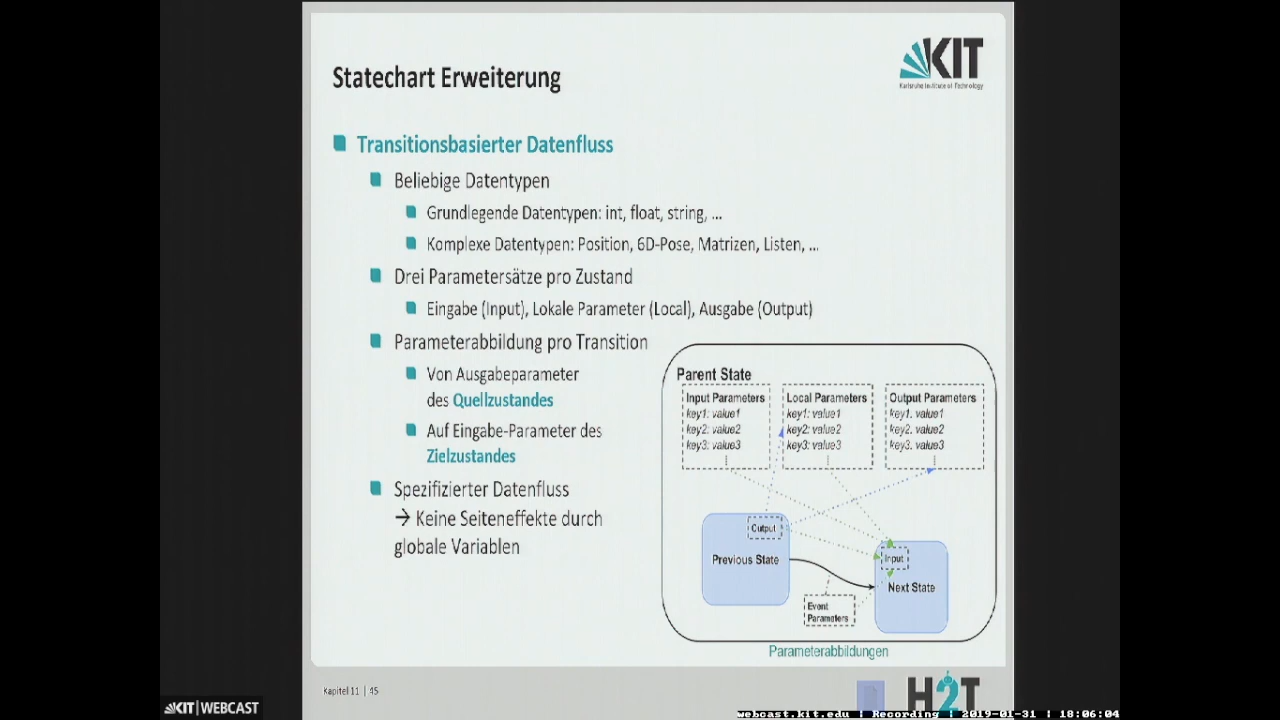 KIT
Karlsruhe Institute of Technology
Statechart Erweiterung
Transitionsbasierter Datenfluss
Beliebige Datentypen
Grundlegende Datentypen: int, float, string, ...
Komplexe Datentypen: Position, 6D-Pose, Matrizen, Listen, ...
Drei Parametersätze pro Zustand
Eingabe (Input), Lokale Parameter (Local), Ausgabe (Output)
Parameterabbildung pro Transition
Von Ausgabeparameter
des Quellzustandes
Auf Eingabe-Parameter des
Zielzustandes
Spezifizierter Datenfluss
→ Keine Seiteneffekte durch
globale Variablen
Parent State
Input Parameters
key1: value1
key2: value2
key3: value3
Local Parameters
key1: value1
key2: value2
key3: value3
Output Parameters
key1. value1
key2. value2
key3. value3
Output
Previous State
Input
Next State
Event
Parameters
Parameterabbildungen
Kapitel 11 | 45
H2T
KIT | WEBCAST
webcast.kit.edu | Recording | 2019-01-31 | 18:06:04